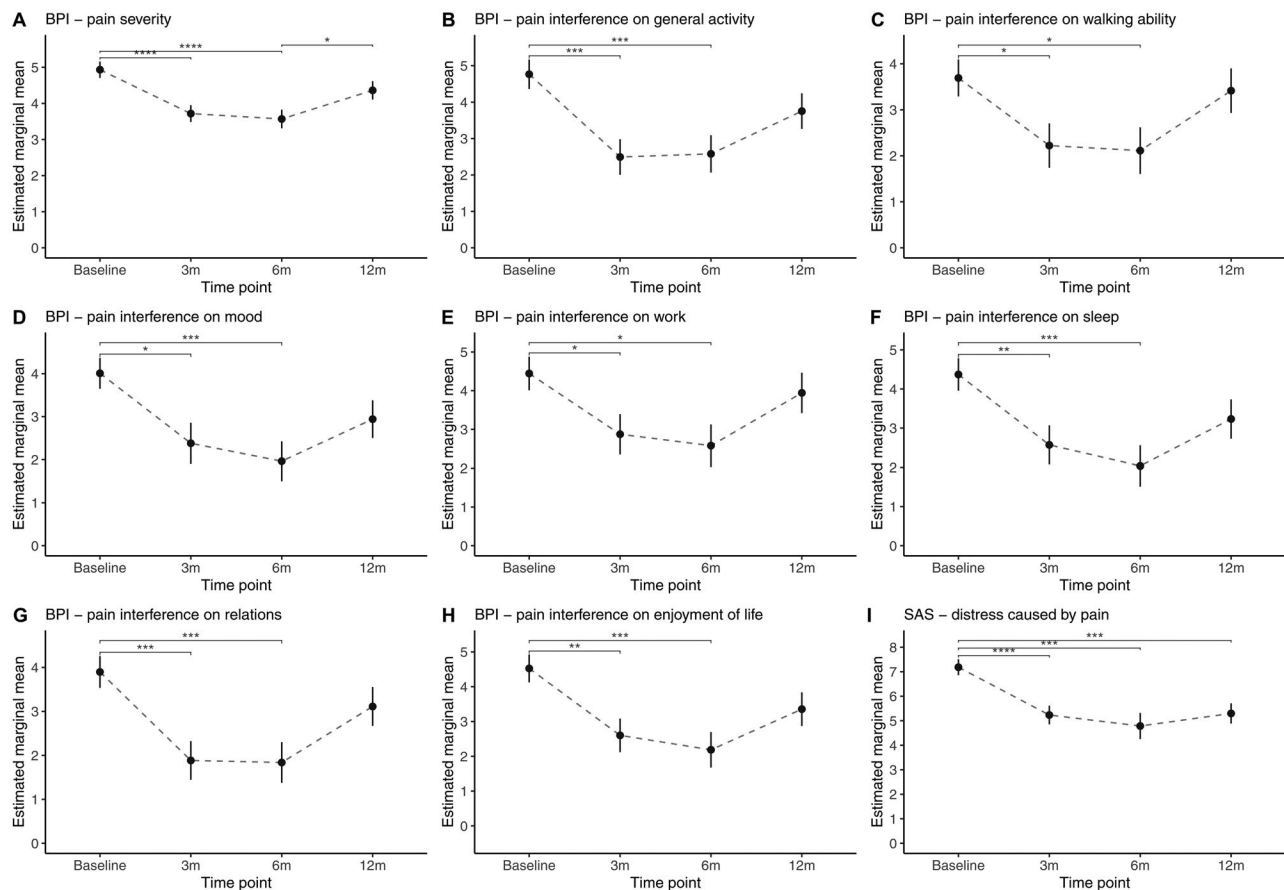 A BPI – pain severity
Estimated marginal mean
5
4
3
2
1
0
****
****
*
Baseline 3m 6m 12m
Time point
B BPI – pain interference on general activity
Estimated marginal mean
5
4
3
2
1
0
***
***
Baseline 3m 6m 12m
Time point
C BPI – pain interference on walking ability
Estimated marginal mean
4
3
2
1
0
*
*
Baseline 3m 6m 12m
Time point
D BPI – pain interference on mood
Estimated marginal mean
4
3
2
1
0
***
*
Baseline 3m 6m 12m
Time point
E BPI – pain interference on work
Estimated marginal mean
5
4
3
2
1
0
*
*
Baseline 3m 6m 12m
Time point
F BPI – pain interference on sleep
Estimated marginal mean
5
4
3
2
1
0
***
**
Baseline 3m 6m 12m
Time point
G BPI – pain interference on relations
Estimated marginal mean
4
3
2
1
0
***
***
Baseline 3m 6m 12m
Time point
H BPI – pain interference on enjoyment of life
Estimated marginal mean
5
4
3
2
1
0
***
**
Baseline 3m 6m 12m
Time point
I SAS – distress caused by pain
Estimated marginal mean
8
7
6
5
4
3
2
1
0
***
***
****
Baseline 3m 6m 12m
Time point